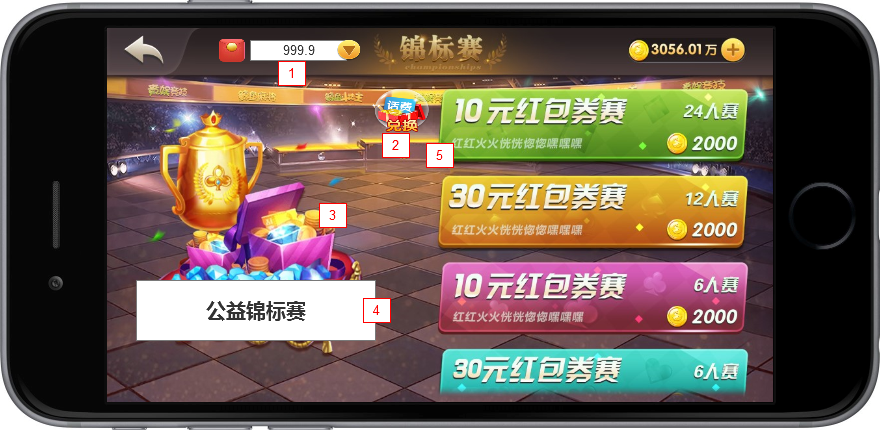 999.9
锦标赛
championships
3056.01万
1
话费
兑换
2
5
10元红包券赛
24人赛
红红火火恍恍惚惚嘿嘿嘿
2000
30元红包券赛
12人赛
红红火火恍恍惚惚嘿嘿嘿
2000
3
10元红包券赛
6人赛
红红火火恍恍惚惚嘿嘿嘿
2000
公益锦标赛
4
30元红包券赛
6人赛